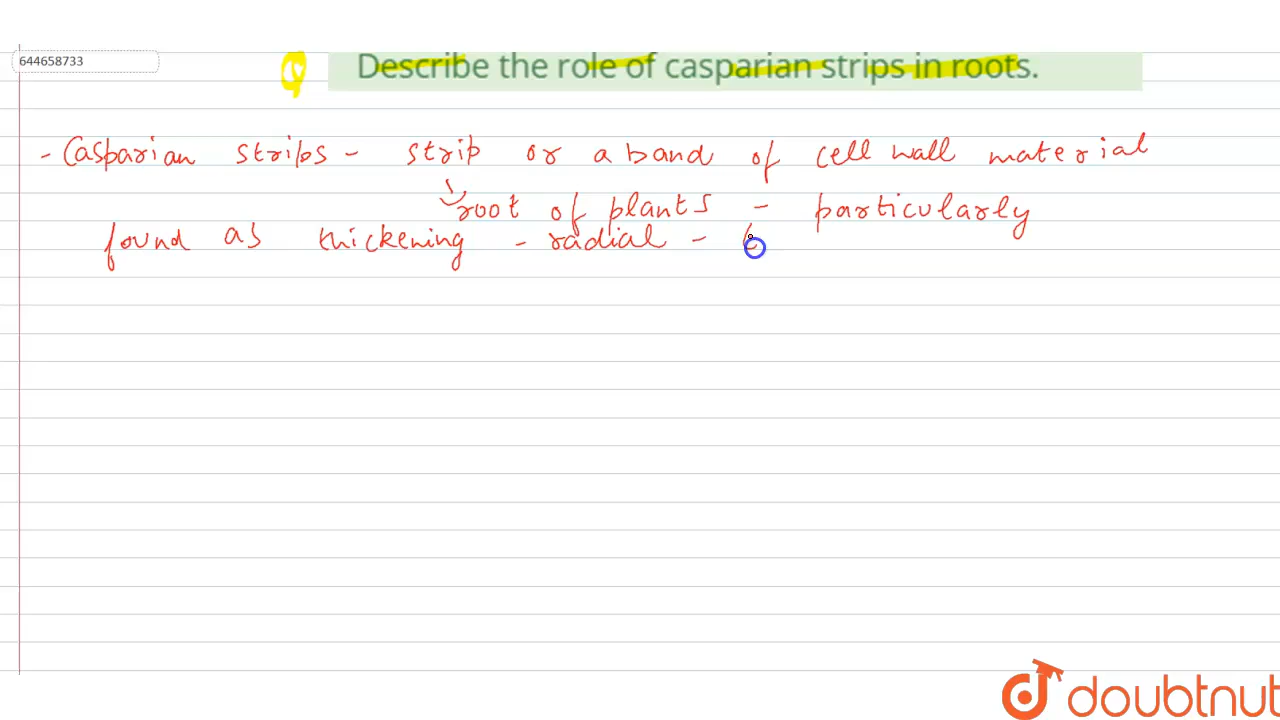 644658733
Describe the role of casparian strips in roots.
- Casparian strips - strip or a band of cell wall material
root of plants - particularly
found as thickening - radial -
doubtnut